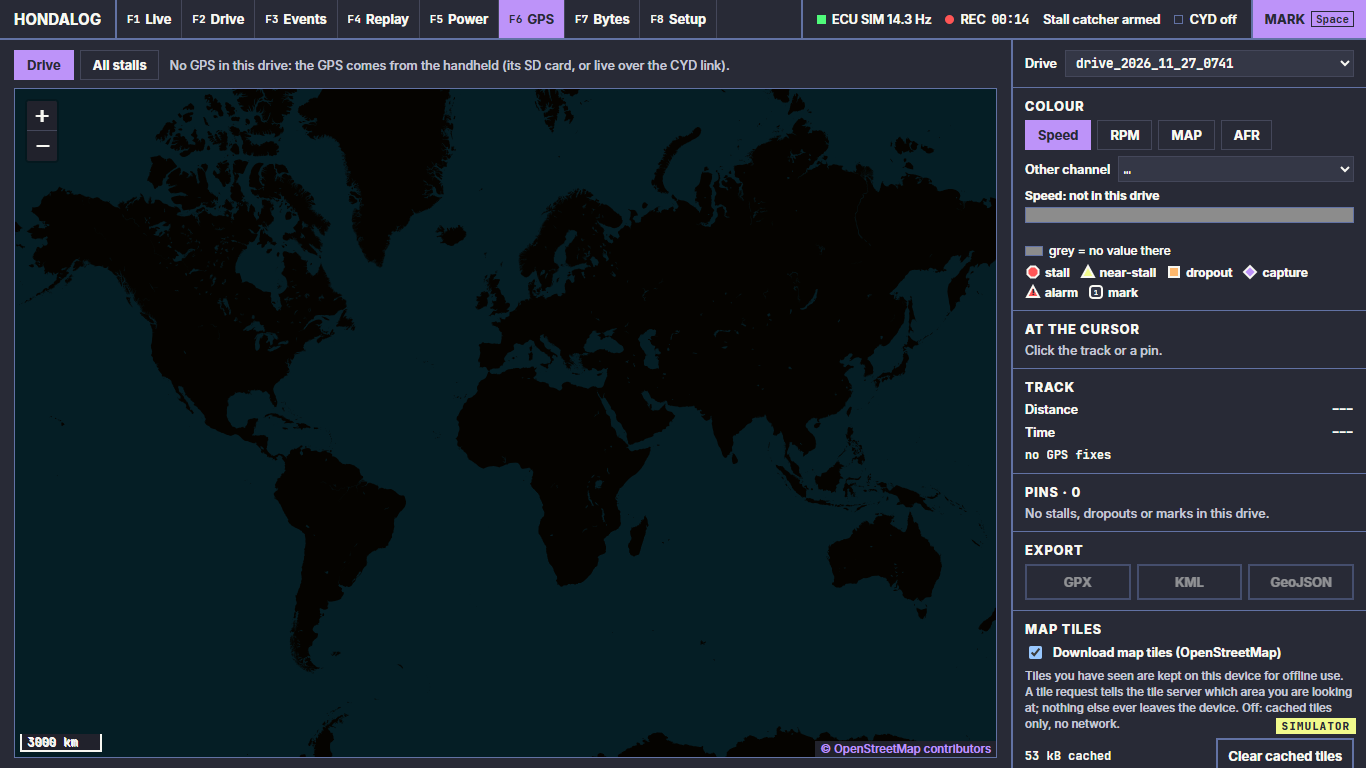 HONDALOG F1 Live F2 Drive F3 Events F4 Replay F5 Power F6 GPS F7 Bytes F8 Setup ECU SIM 14.3 Hz REC 00:14 Stall catcher armed CYD off MARK Space
Drive All stalls No GPS in this drive: the GPS comes from the handheld (its SD card, or live over the CYD link).
+
−
3000 km
© OpenStreetMap contributors
Drive drive_2026_11_27_0741
COLOUR
Speed RPM MAP AFR
Other channel …
Speed: not in this drive
grey = no value there
stall near-stall dropout capture
alarm 1 mark
AT THE CURSOR
Click the track or a pin.
TRACK
Distance ---
Time ---
no GPS fixes
PINS · 0
No stalls, dropouts or marks in this drive.
EXPORT
GPX KML GeoJSON
MAP TILES
Download map tiles (OpenStreetMap)
Tiles you have seen are kept on this device for offline use.
A tile request tells the tile server which area you are looking
at; nothing else ever leaves the device. Off: cached tiles
only, no network.
SIMULATOR
53 kB cached Clear cached tiles